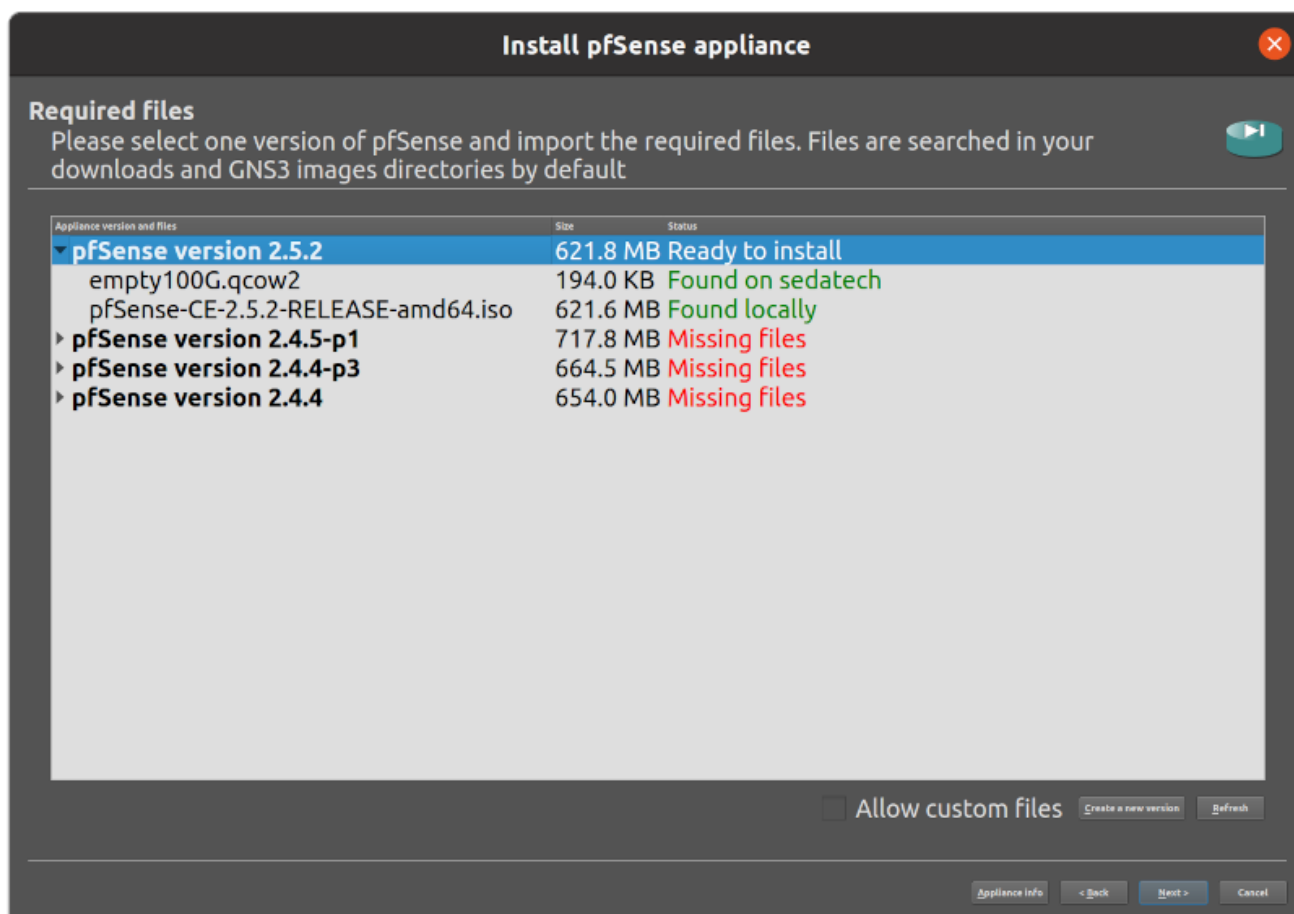 Install pfSense appliance
Required files
Please select one version of pfSense and import the required files. Files are searched in your
downloads and GNS3 images directories by default
Appliance version and files Size Status
pfSense version 2.5.2 621.8 MB Ready to install
empty100G.qcow2 194.0 KB Found on sedatech
pfSense-CE-2.5.2-RELEASE-amd64.iso 621.6 MB Found locally
pfSense version 2.4.5-p1 717.8 MB Missing files
pfSense version 2.4.4-p3 664.5 MB Missing files
pfSense version 2.4.4 654.0 MB Missing files
Allow custom files Create a new version Refresh
Appliance info < Back Next > Cancel